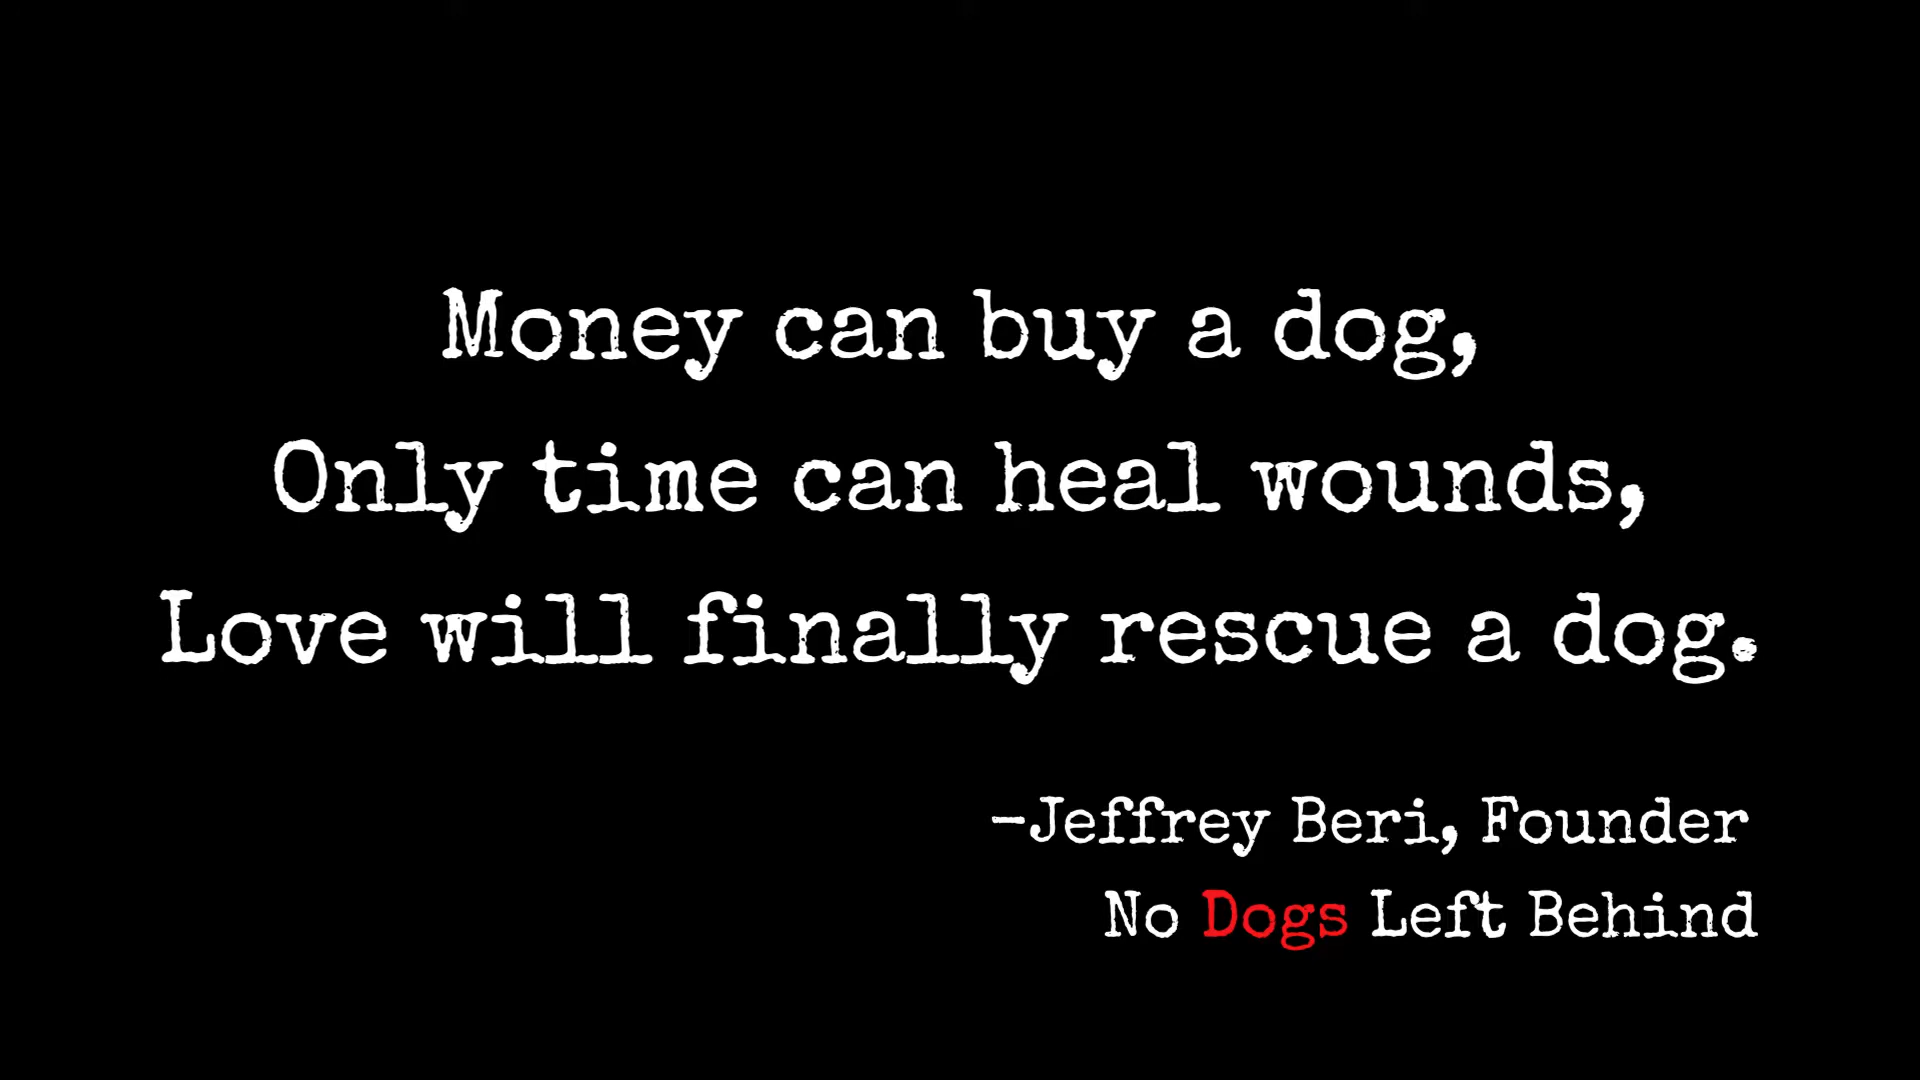 Money can buy a dog,
Only time can heal wounds,
Love will finally rescue a dog.
-Jeffrey Beri, Founder
No Dogs Left Behind